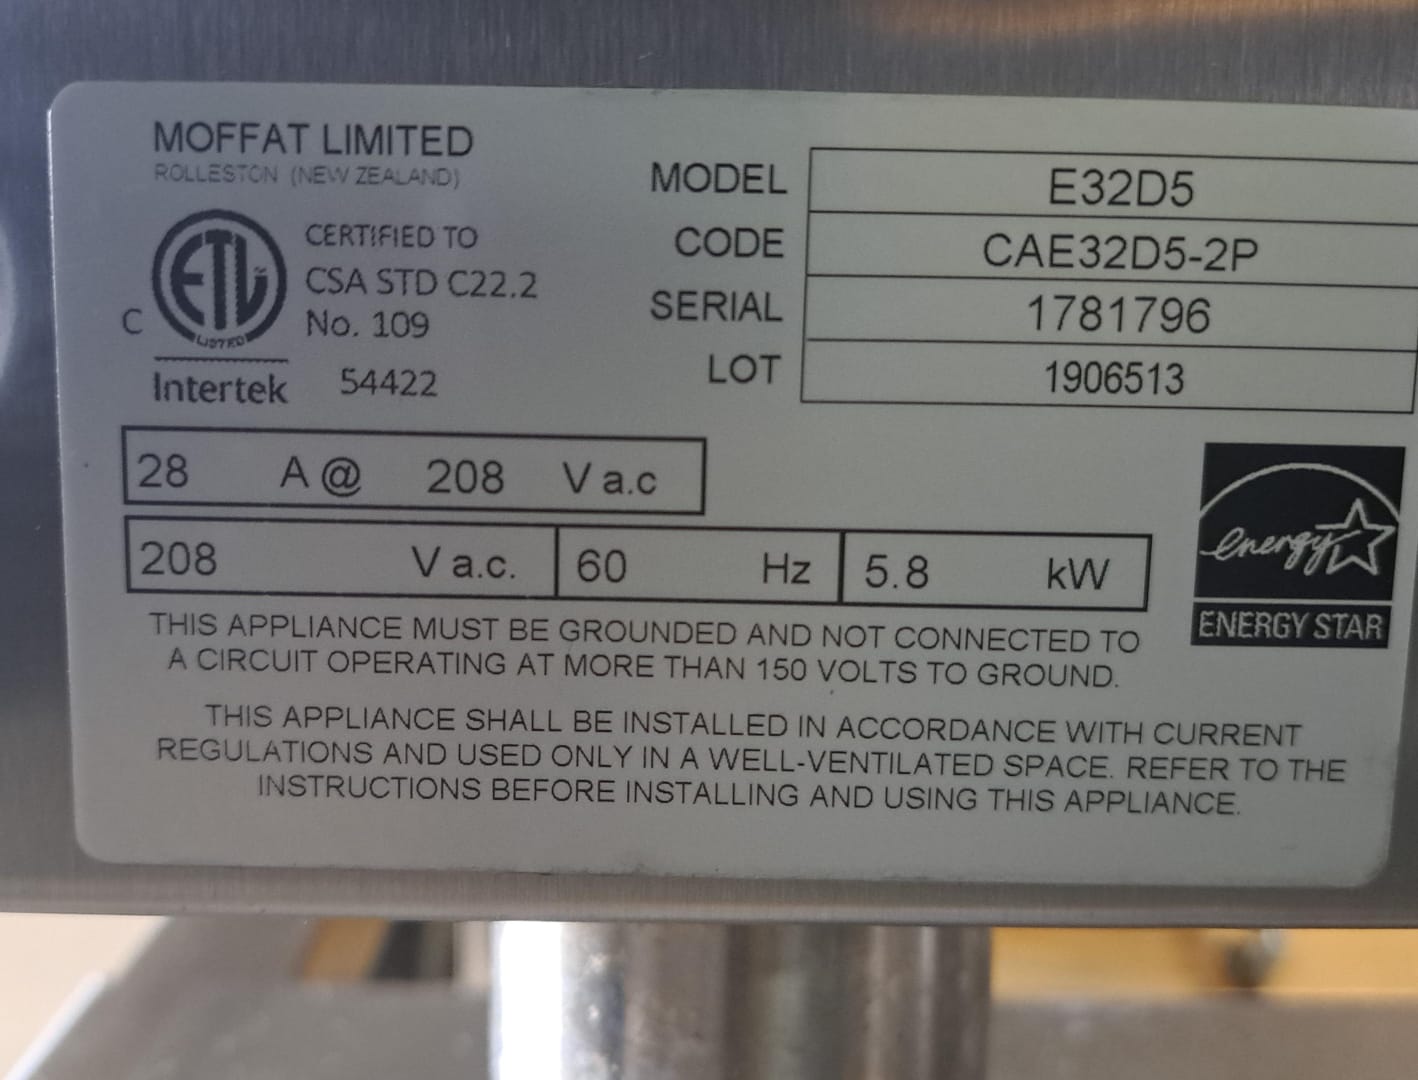 MOFFAT LIMITED
ROLLESTON (NEW ZEALAND)
MODEL E32D5
CODE CAE32D5-2P
SERIAL 1781796
LOT 1906513
C ETL LISTED
CERTIFIED TO
CSA STD C22.2
No. 109
Intertek 54422
28 A @ 208 V a.c
208 V a.c. 60 Hz 5.8 kW
energy
ENERGY STAR
THIS APPLIANCE MUST BE GROUNDED AND NOT CONNECTED TO
A CIRCUIT OPERATING AT MORE THAN 150 VOLTS TO GROUND.
THIS APPLIANCE SHALL BE INSTALLED IN ACCORDANCE WITH CURRENT
REGULATIONS AND USED ONLY IN A WELL-VENTILATED SPACE. REFER TO THE
INSTRUCTIONS BEFORE INSTALLING AND USING THIS APPLIANCE.